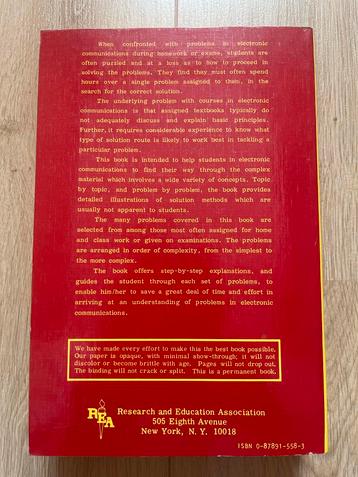 When confronted with problems in electronic
communications during homework or exams, students are
often puzzled and at a loss as to how to proceed in
solving the problems. They find they must often spend
hours over a single problem assigned to them, in the
search for the correct solution.
The underlying problem with courses in electronic
communications is that assigned textbooks typically do
not adequately discuss and explain basic principles.
Further, it requires considerable experience to know what
type of solution route is likely to work best in tackling a
particular problem.
This book is intended to help students in electronic
communications to find their way through the complex
material which involves a wide variety of concepts. Topic
by topic, and problem by problem, the book provides
detailed illustrations of solution methods which are
usually not apparent to students.
The many problems covered in this book are
selected from among those most often assigned for home
and class work or given on examinations. The problems
are arranged in order of complexity, from the simplest to
the more complex.
The book offers step-by-step explanations, and
guides the student through each set of problems, to
enable him/her to save a great deal of time and effort in
arriving at an understanding of problems in electronic
communications.
We have made every effort to make this the best book possible.
Our paper is opaque, with minimal show-through; it will not
discolor or become brittle with age. Pages will not drop out.
The binding will not crack or split. This is a permanent book.
REA
Research and Education Association
505 Eighth Avenue
New York, N. Y. 10018
ISBN 0-87891-558-3